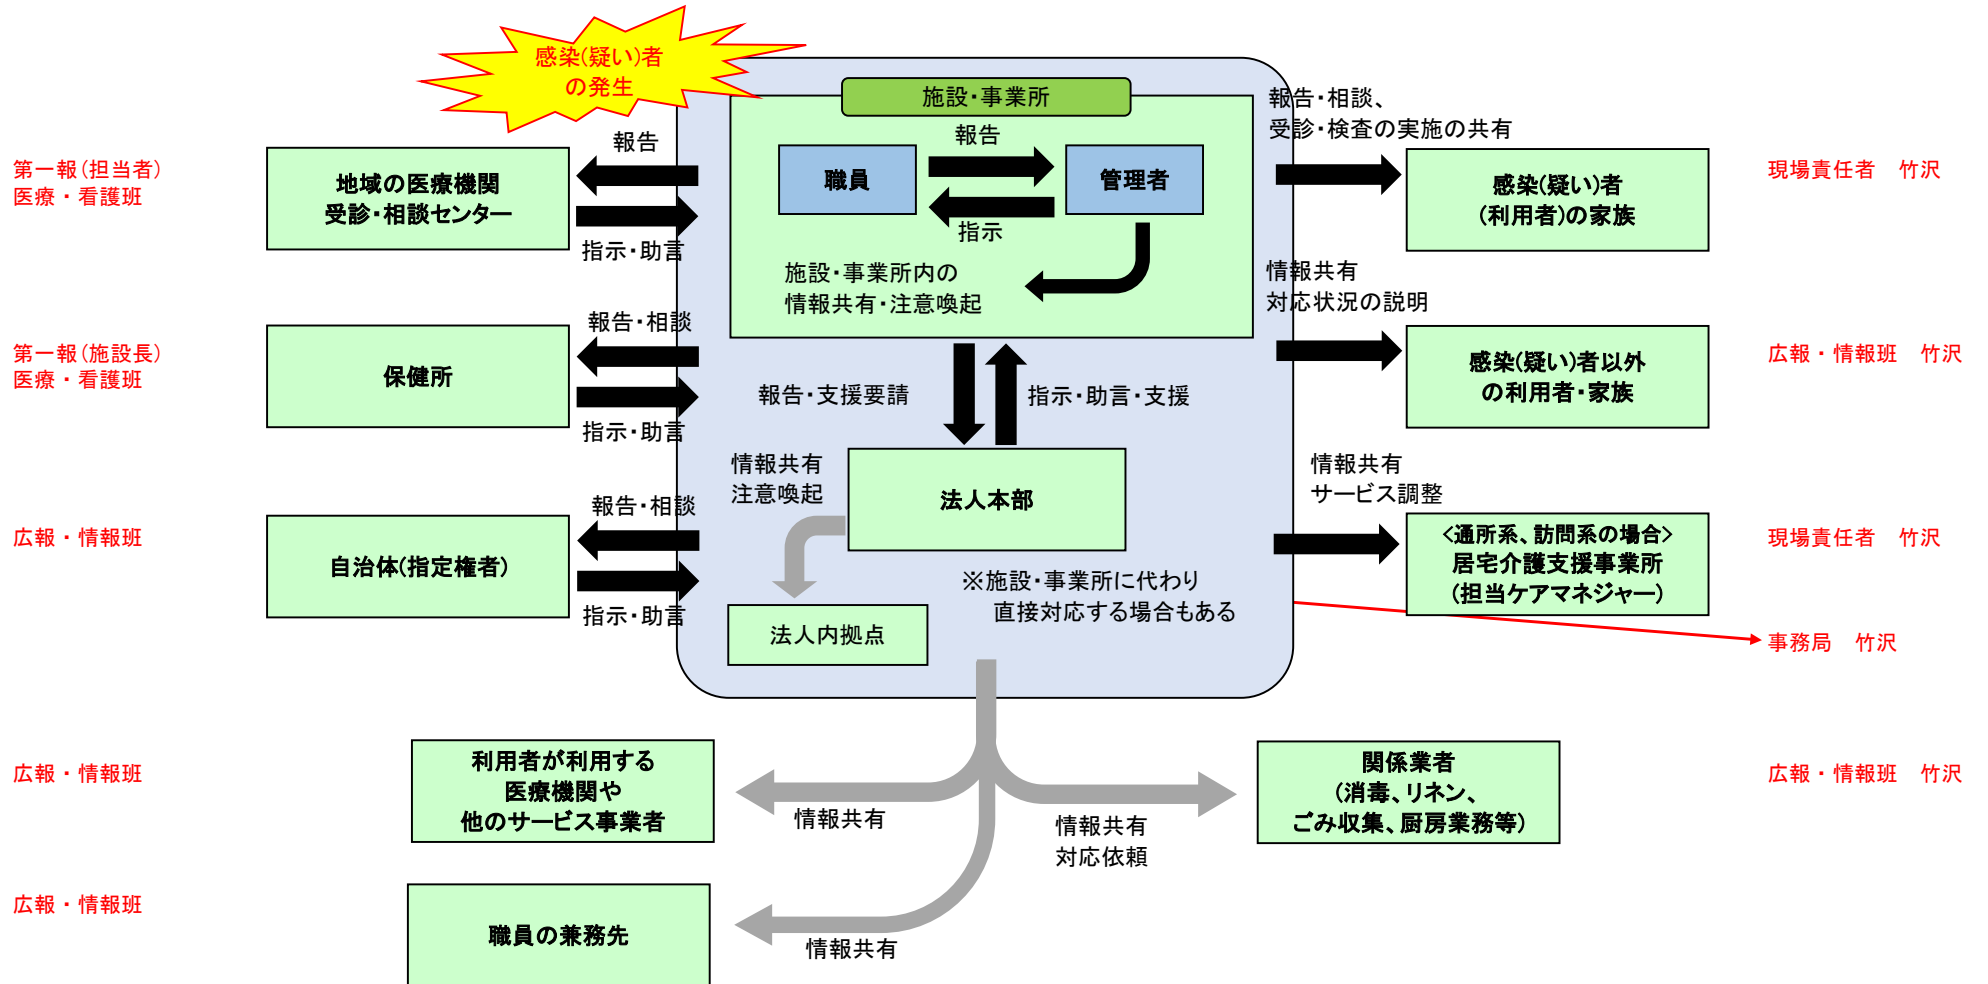 感染(疑い)者
の発生
施設・事業所
職員
報告
管理者
指示
施設・事業所内の
情報共有・注意喚起
第一報(担当者)
医療・看護班
地域の医療機関
受診・相談センター
報告
指示・助言
報告・相談、
受診・検査の実施の共有
感染(疑い)者
(利用者)の家族
現場責任者　竹沢
第一報(施設長)
医療・看護班
保健所
報告・相談
指示・助言
情報共有
対応状況の説明
感染(疑い)者以外
の利用者・家族
広報・情報班　竹沢
報告・支援要請
指示・助言・支援
法人本部
情報共有
注意喚起
※施設・事業所に代わり
直接対応する場合もある
法人内拠点
広報・情報班
自治体(指定権者)
報告・相談
指示・助言
情報共有
サービス調整
<通所系、訪問系の場合>
居宅介護支援事業所
(担当ケアマネジャー)
現場責任者　竹沢
事務局　竹沢
広報・情報班
利用者が利用する
医療機関や
他のサービス事業者
情報共有
情報共有
対応依頼
関係業者
(消毒、リネン、
ごみ収集、厨房業務等)
広報・情報班　竹沢
広報・情報班
職員の兼務先
情報共有